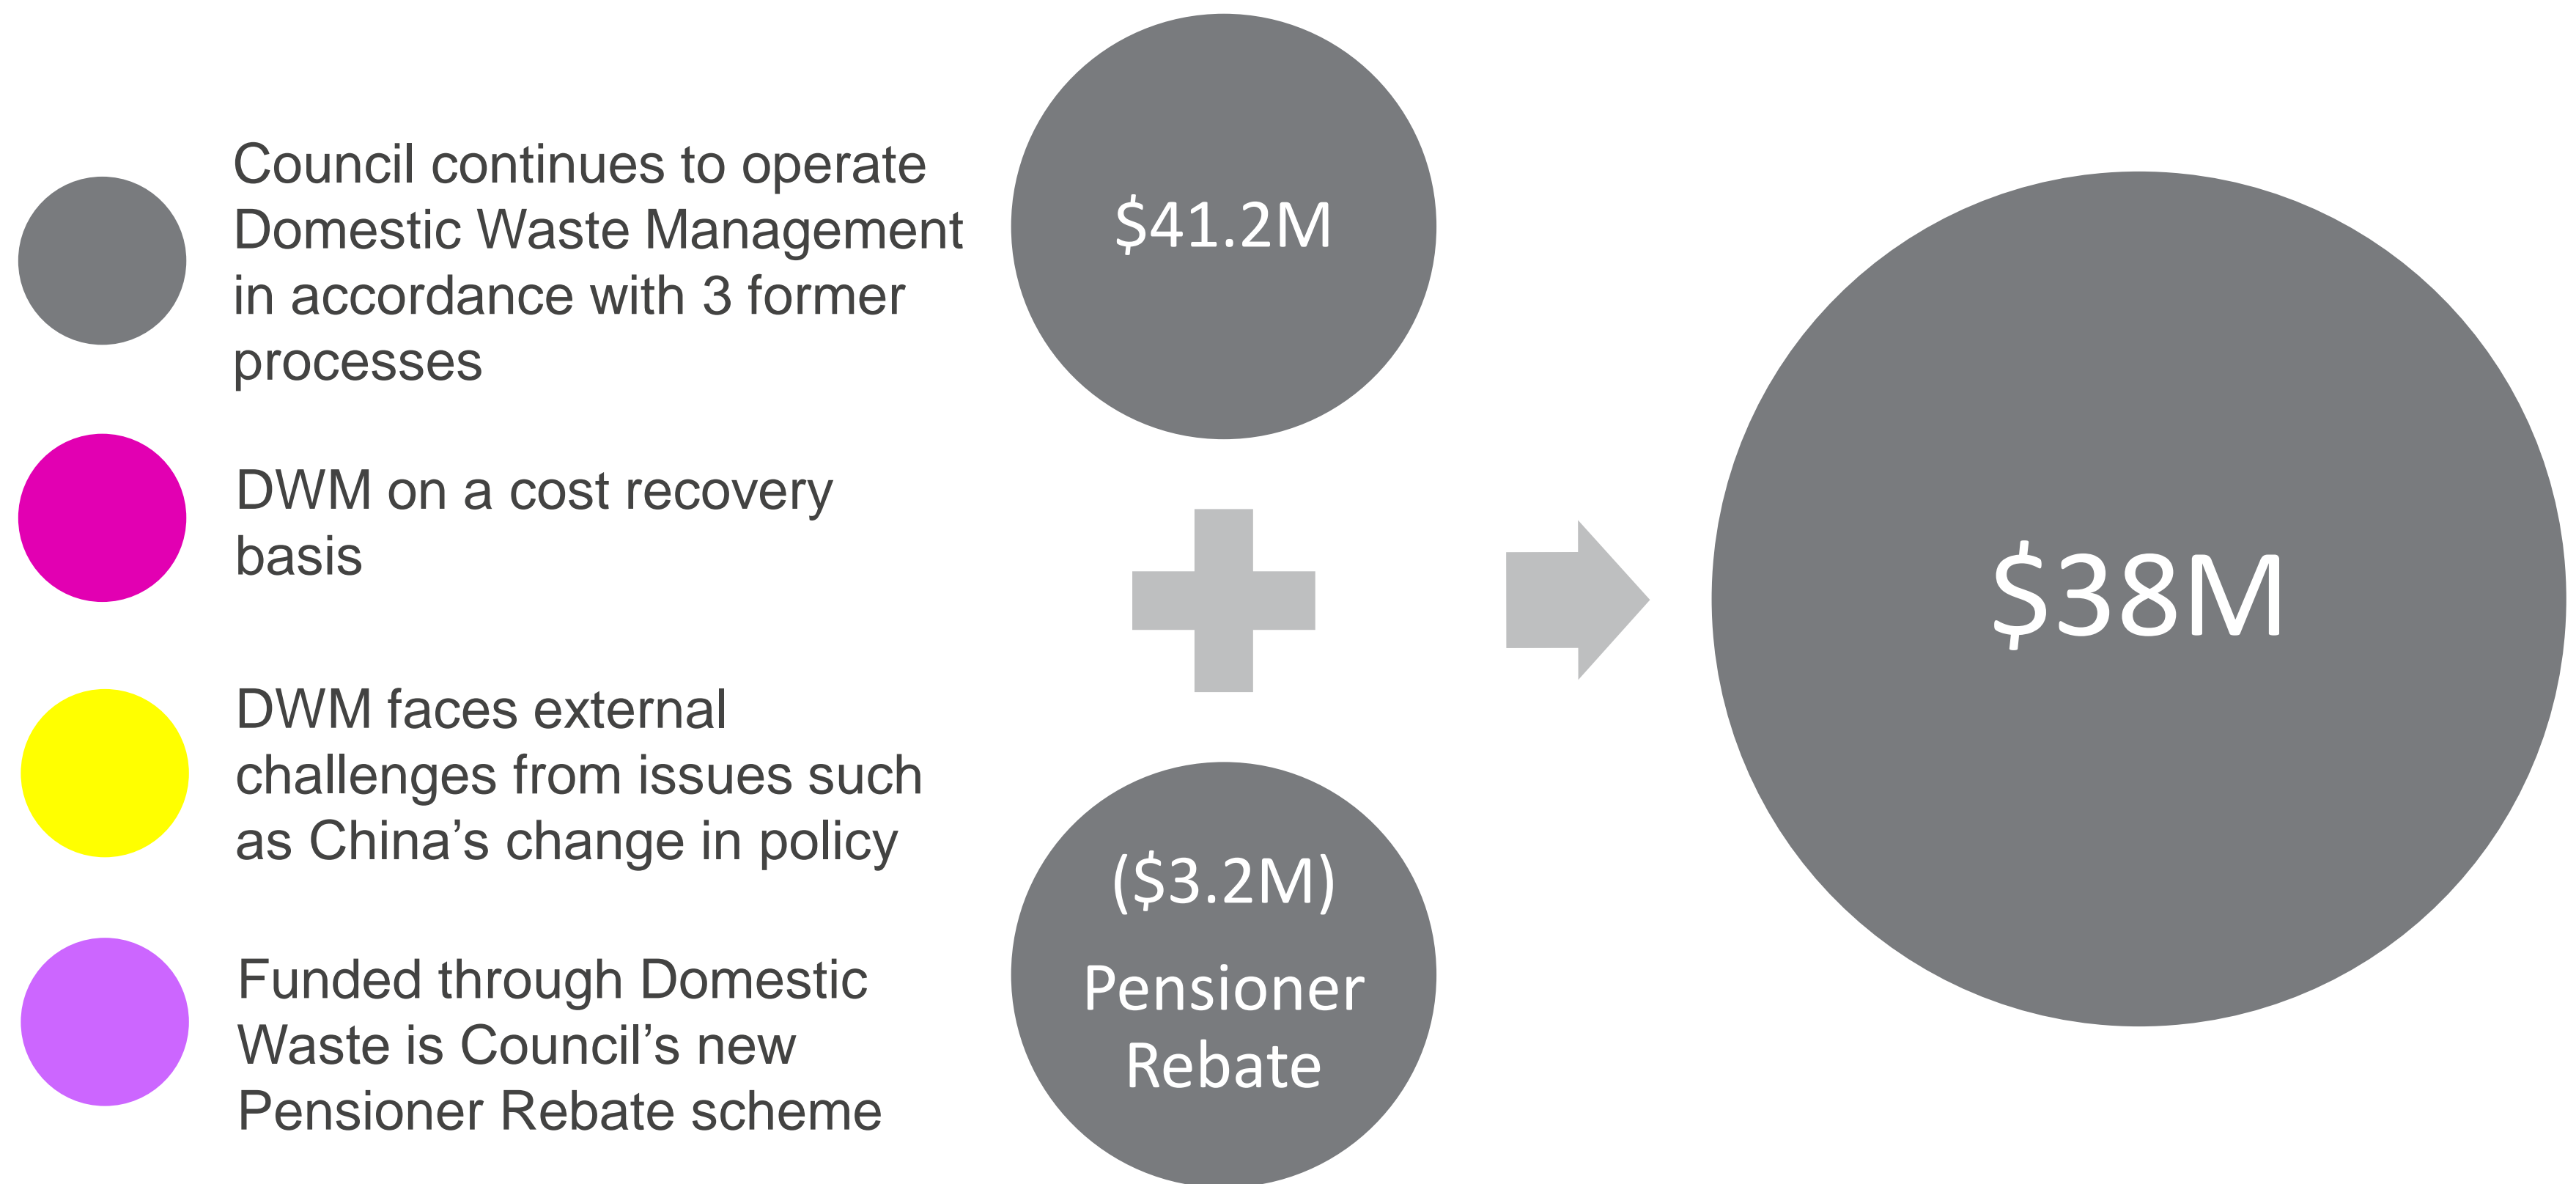 Council continues to operate
Domestic Waste Management
in accordance with 3 former
processes
DWM on a cost recovery
basis
DWM faces external
challenges from issues such
as China’s change in policy
Funded through Domestic
Waste is Council’s new
Pensioner Rebate scheme
$41.2M
($3.2M)
Pensioner
Rebate
$38M